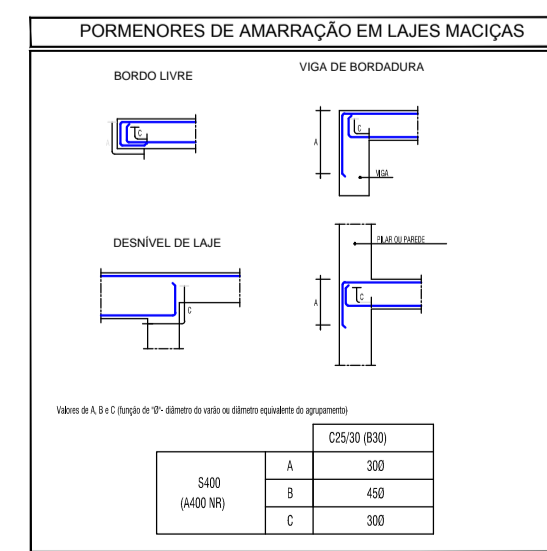 PORMENORES DE AMARRAÇÃO EM LAJES MACIÇAS
BORDO LIVRE
VIGA DE BORDADURA
C
A
C
VIGA
DESNÍVEL DE LAJE
PILAR OU PAREDE
C
A
C
Valores de A, B e C (função de "Ø"- diâmetro do varão ou diâmetro equivalente do agrupamento)
C25/30 (B30)
S400
(A400 NR)
A 30Ø
B 45Ø
C 30Ø